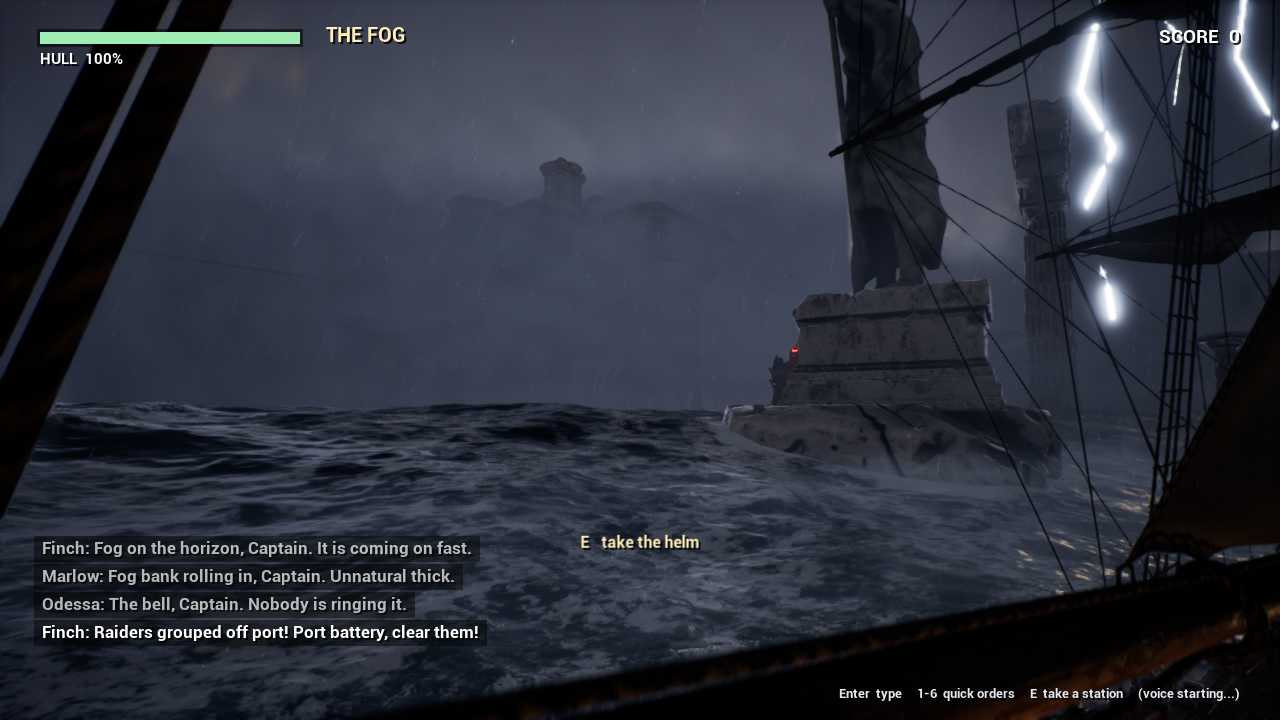 THE FOG
SCORE 0
HULL 100%
E take the helm
Finch: Fog on the horizon, Captain. It is coming on fast.
Marlow: Fog bank rolling in, Captain. Unnatural thick.
Odessa: The bell, Captain. Nobody is ringing it.
Finch: Raiders grouped off port! Port battery, clear them!
Enter type 1-6 quick orders E take a station (voice starting...)